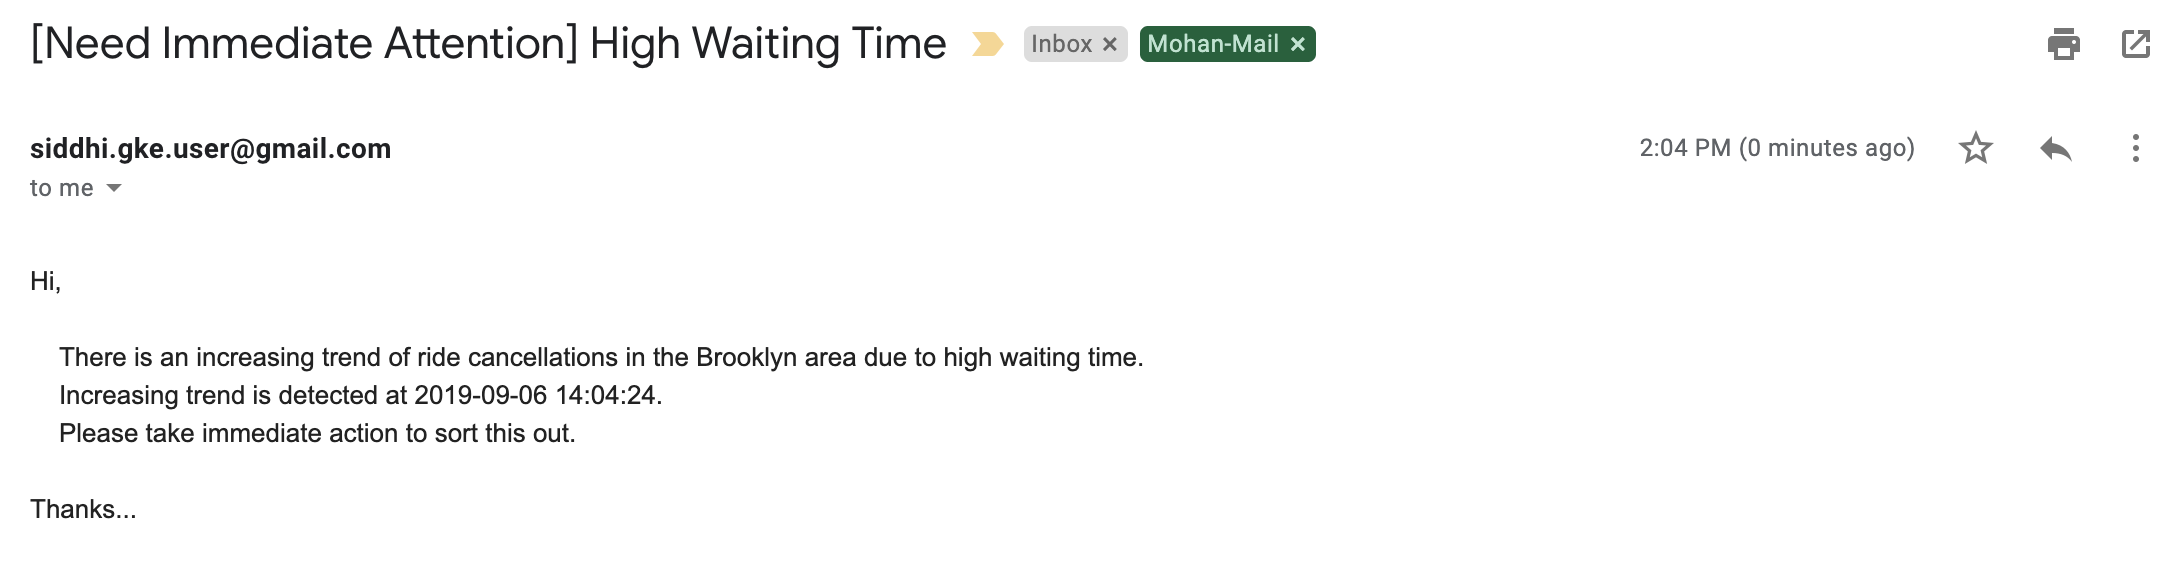 [Need Immediate Attention] High Waiting Time Inbox × Mohan-Mail ×
siddhi.gke.user@gmail.com 2:04 PM (0 minutes ago)
to me
Hi,
There is an increasing trend of ride cancellations in the Brooklyn area due to high waiting time.
Increasing trend is detected at 2019-09-06 14:04:24.
Please take immediate action to sort this out.
Thanks...